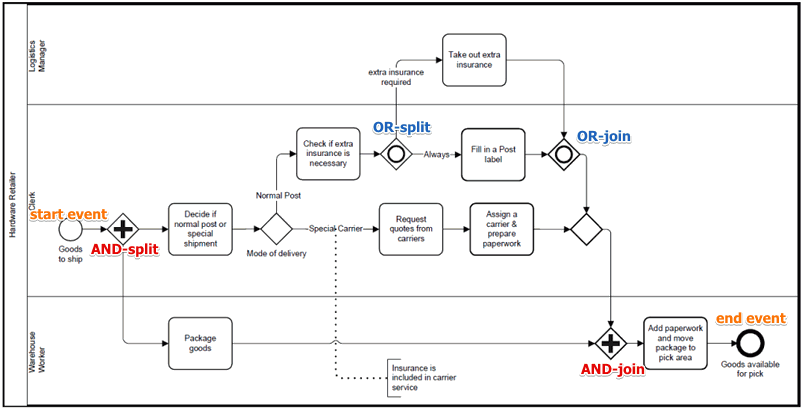 Hardware Retailer
Logistics
Manager
Take out extra
insurance
extra insurance
required
Clerk
OR-split
OR-join
Check if extra
insurance is
necessary
Always
Fill in a Post
label
Normal Post
start event
Goods
to ship
AND-split
Decide if
normal post or
special
shipment
Mode of delivery
Special Carrier
Request
quotes from
carriers
Assign a
carrier &
prepare
paperwork
Warehouse
Worker
Package
goods
Insurance
is included in carrier
service
AND-join
Add paperwork
and move
package to
pick area
end event
Goods available
for pick